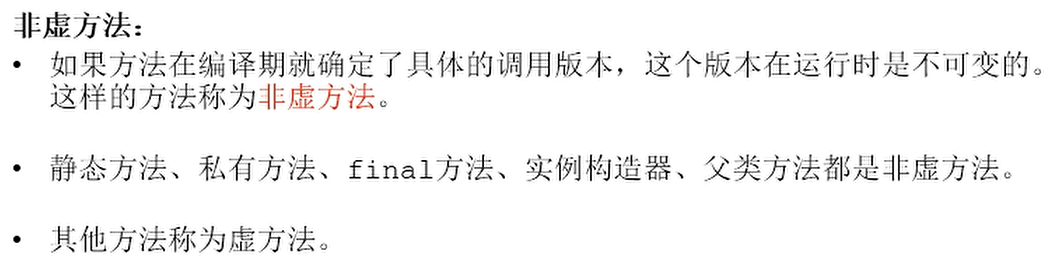 非虚方法：
• 如果方法在编译期就确定了具体的调用版本，这个版本在运行时是不可变的。
这样的方法称为非虚方法。
• 静态方法、私有方法、final方法、实例构造器、父类方法都是非虚方法。
• 其他方法称为虚方法。